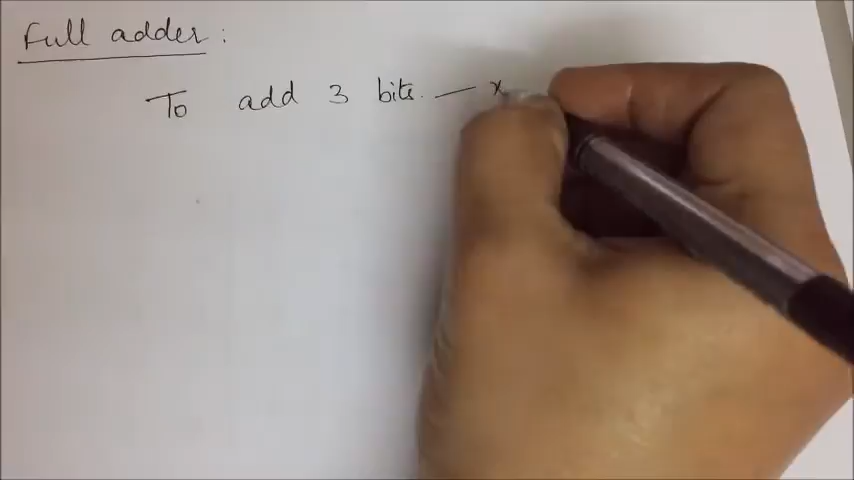 Full adder :
To add 3 bits. — x